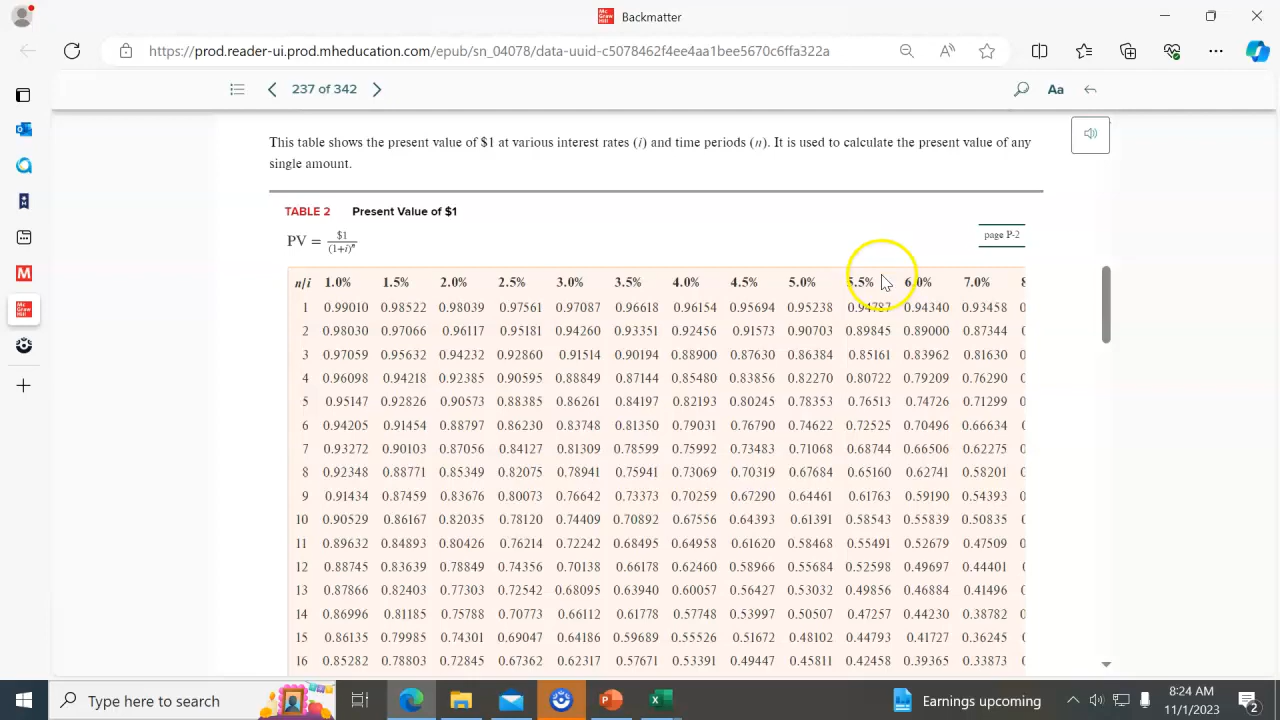 Mc Graw Hill Backmatter
https://prod.reader-ui.prod.mheducation.com/epub/sn_04078/data-uuid-c5078462f4ee4aa1bee5670c6ffa322a
237 of 342
Aa
This table shows the present value of $1 at various interest rates (i) and time periods (n). It is used to calculate the present value of any
single amount.
TABLE 2 Present Value of $1
PV = $1 / (1+i)ⁿ
page P-2
n/i 1.0% 1.5% 2.0% 2.5% 3.0% 3.5% 4.0% 4.5% 5.0% 5.5% 6.0% 7.0% 8
1 0.99010 0.98522 0.98039 0.97561 0.97087 0.96618 0.96154 0.95694 0.95238 0.94787 0.94340 0.93458 0
2 0.98030 0.97066 0.96117 0.95181 0.94260 0.93351 0.92456 0.91573 0.90703 0.89845 0.89000 0.87344 0
3 0.97059 0.95632 0.94232 0.92860 0.91514 0.90194 0.88900 0.87630 0.86384 0.85161 0.83962 0.81630 0
4 0.96098 0.94218 0.92385 0.90595 0.88849 0.87144 0.85480 0.83856 0.82270 0.80722 0.79209 0.76290 0
5 0.95147 0.92826 0.90573 0.88385 0.86261 0.84197 0.82193 0.80245 0.78353 0.76513 0.74726 0.71299 0
6 0.94205 0.91454 0.88797 0.86230 0.83748 0.81350 0.79031 0.76790 0.74622 0.72525 0.70496 0.66634 0
7 0.93272 0.90103 0.87056 0.84127 0.81309 0.78599 0.75992 0.73483 0.71068 0.68744 0.66506 0.62275 0
8 0.92348 0.88771 0.85349 0.82075 0.78941 0.75941 0.73069 0.70319 0.67684 0.65160 0.62741 0.58201 0
9 0.91434 0.87459 0.83676 0.80073 0.76642 0.73373 0.70259 0.67290 0.64461 0.61763 0.59190 0.54393 0
10 0.90529 0.86167 0.82035 0.78120 0.74409 0.70892 0.67556 0.64393 0.61391 0.58543 0.55839 0.50835 0
11 0.89632 0.84893 0.80426 0.76214 0.72242 0.68495 0.64958 0.61620 0.58468 0.55491 0.52679 0.47509 0
12 0.88745 0.83639 0.78849 0.74356 0.70138 0.66178 0.62460 0.58966 0.55684 0.52598 0.49697 0.44401 0
13 0.87866 0.82403 0.77303 0.72542 0.68095 0.63940 0.60057 0.56427 0.53032 0.49856 0.46884 0.41496 0
14 0.86996 0.81185 0.75788 0.70773 0.66112 0.61778 0.57748 0.53997 0.50507 0.47257 0.44230 0.38782 0
15 0.86135 0.79985 0.74301 0.69047 0.64186 0.59689 0.55526 0.51672 0.48102 0.44793 0.41727 0.36245 0
16 0.85282 0.78803 0.72845 0.67362 0.62317 0.57671 0.53391 0.49447 0.45811 0.42458 0.39365 0.33873 0
Type here to search
Earnings upcoming
8:24 AM
11/1/2023
2